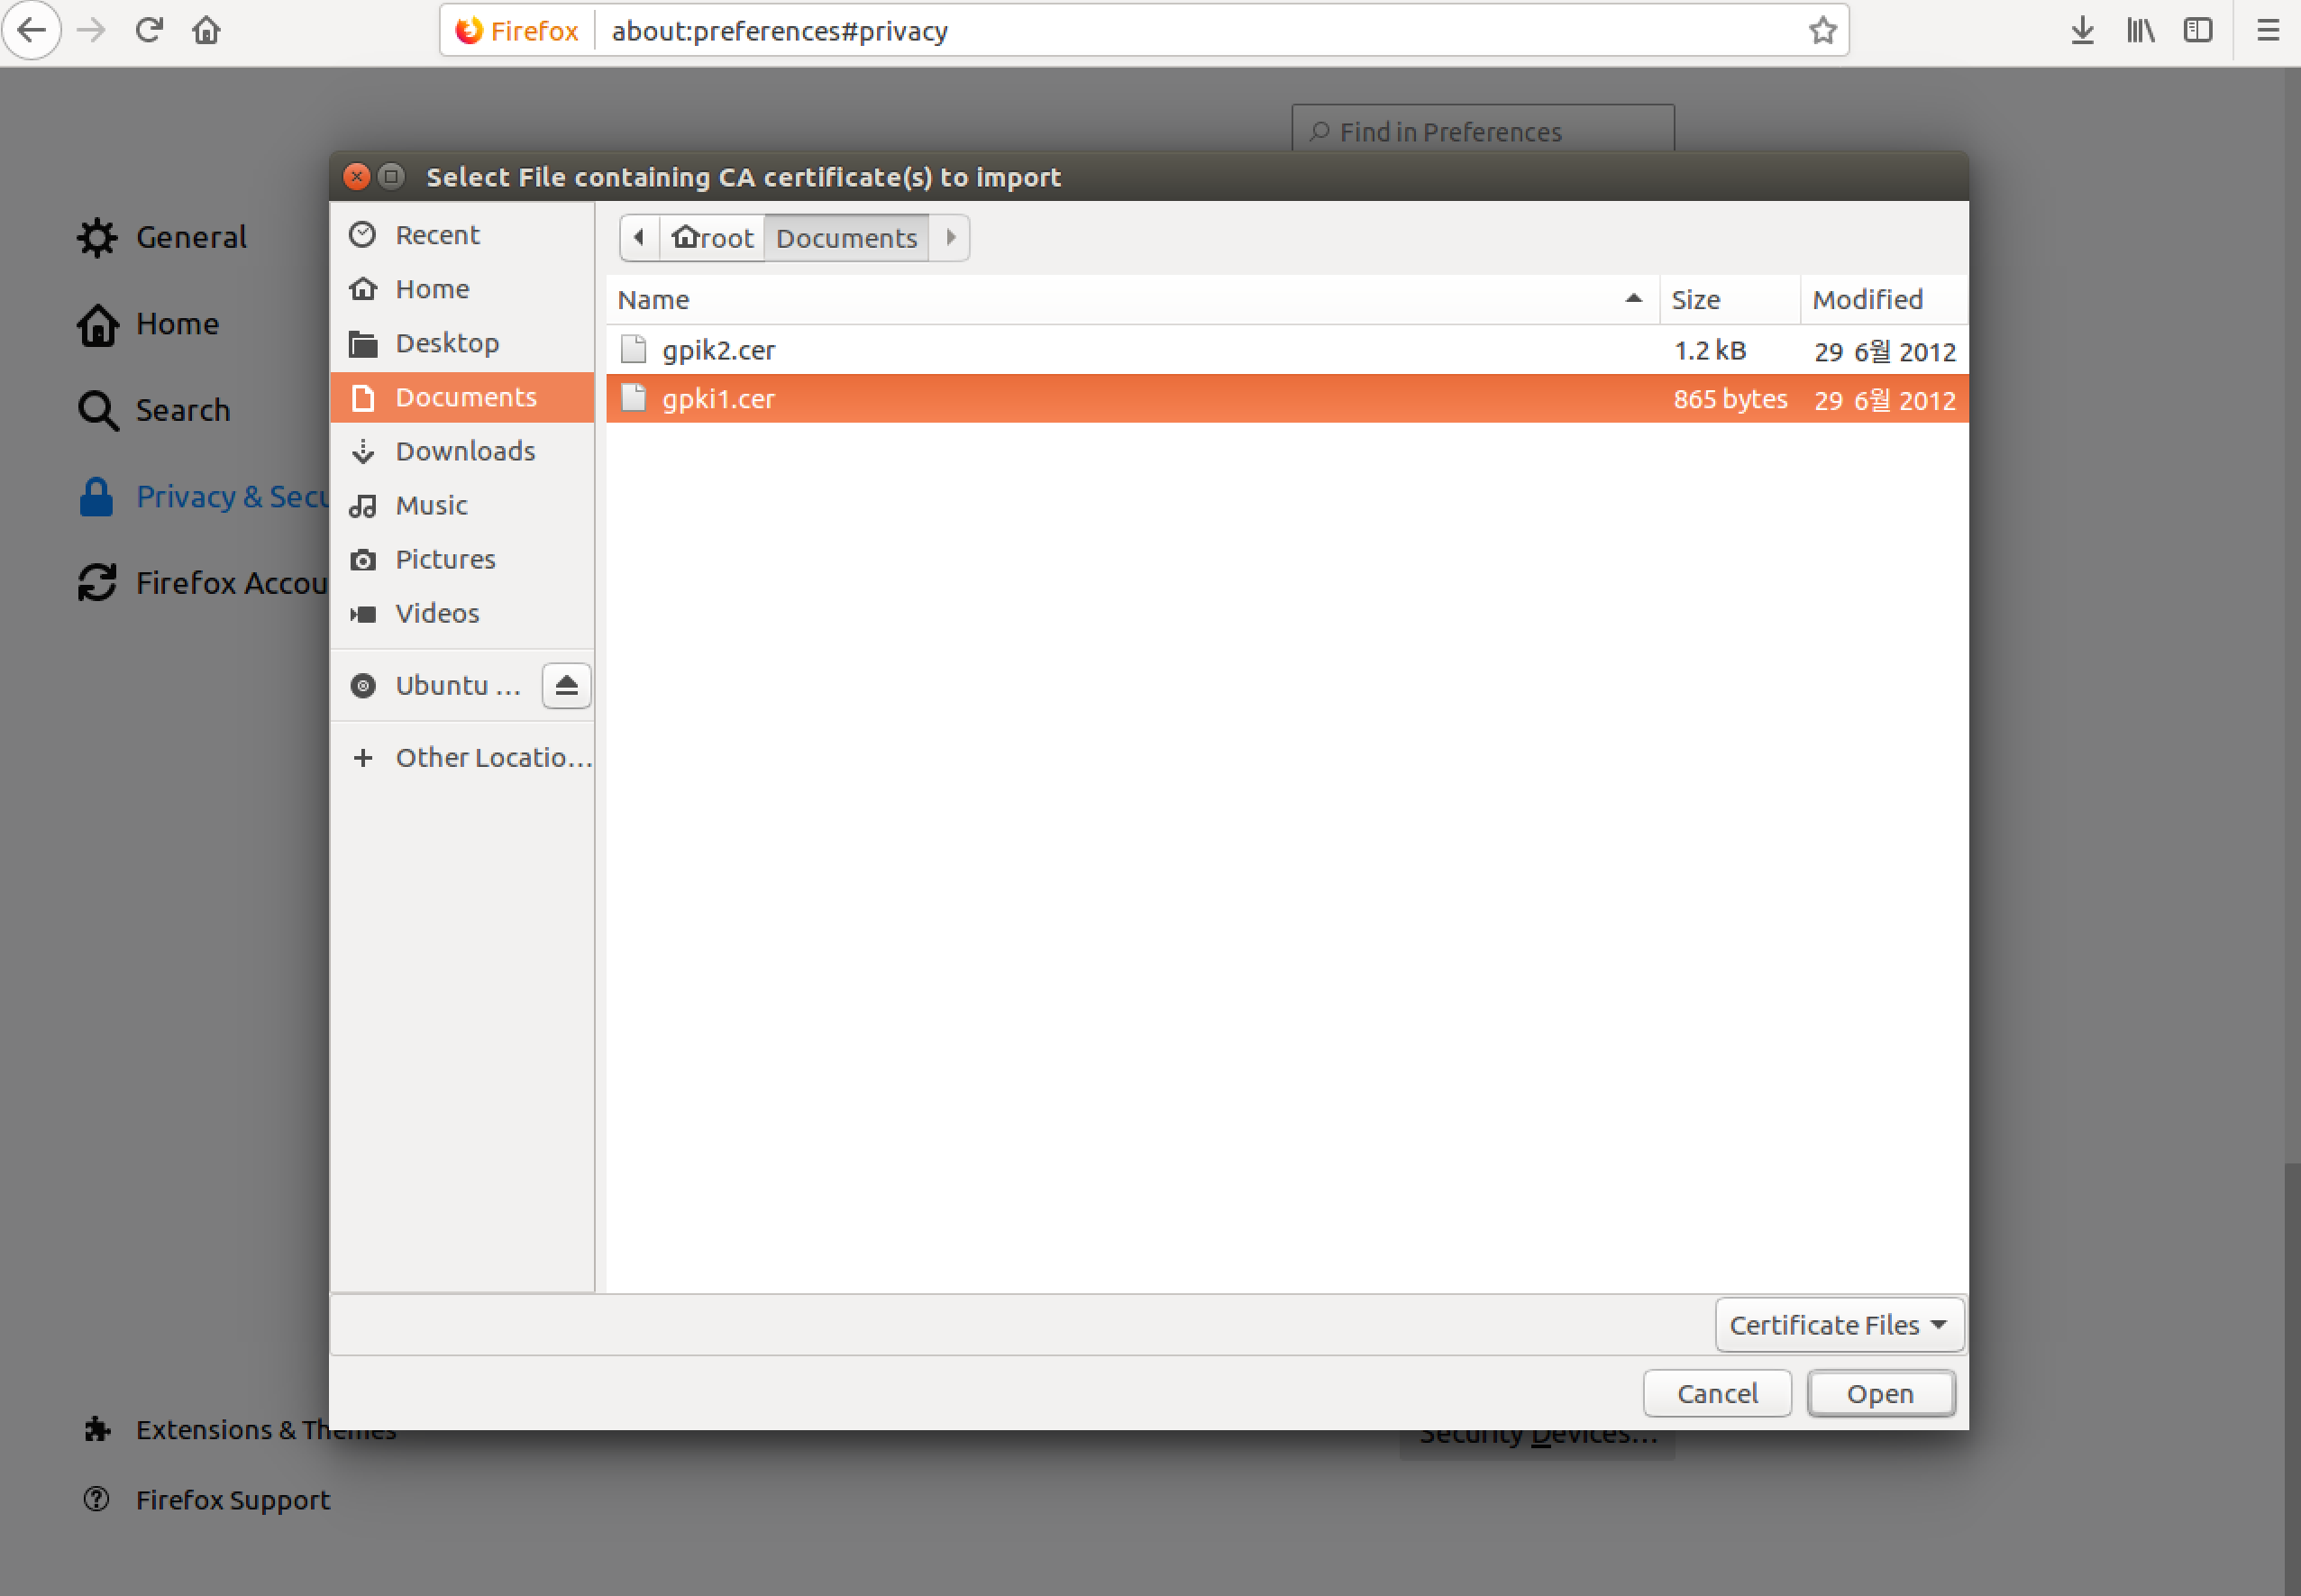 Firefox about:preferences#privacy
Find in Preferences
Select File containing CA certificate(s) to import
General
Home
Search
Privacy & Secu
Firefox Accou
Extensions & Themes
Firefox Support
Recent
Home
Desktop
Documents
Downloads
Music
Pictures
Videos
Ubuntu ...
Other Locatio...
root Documents
Name Size Modified
gpik2.cer 1.2 kB 29 6월 2012
gpki1.cer 865 bytes 29 6월 2012
Certificate Files
Cancel Open
Security Devices...